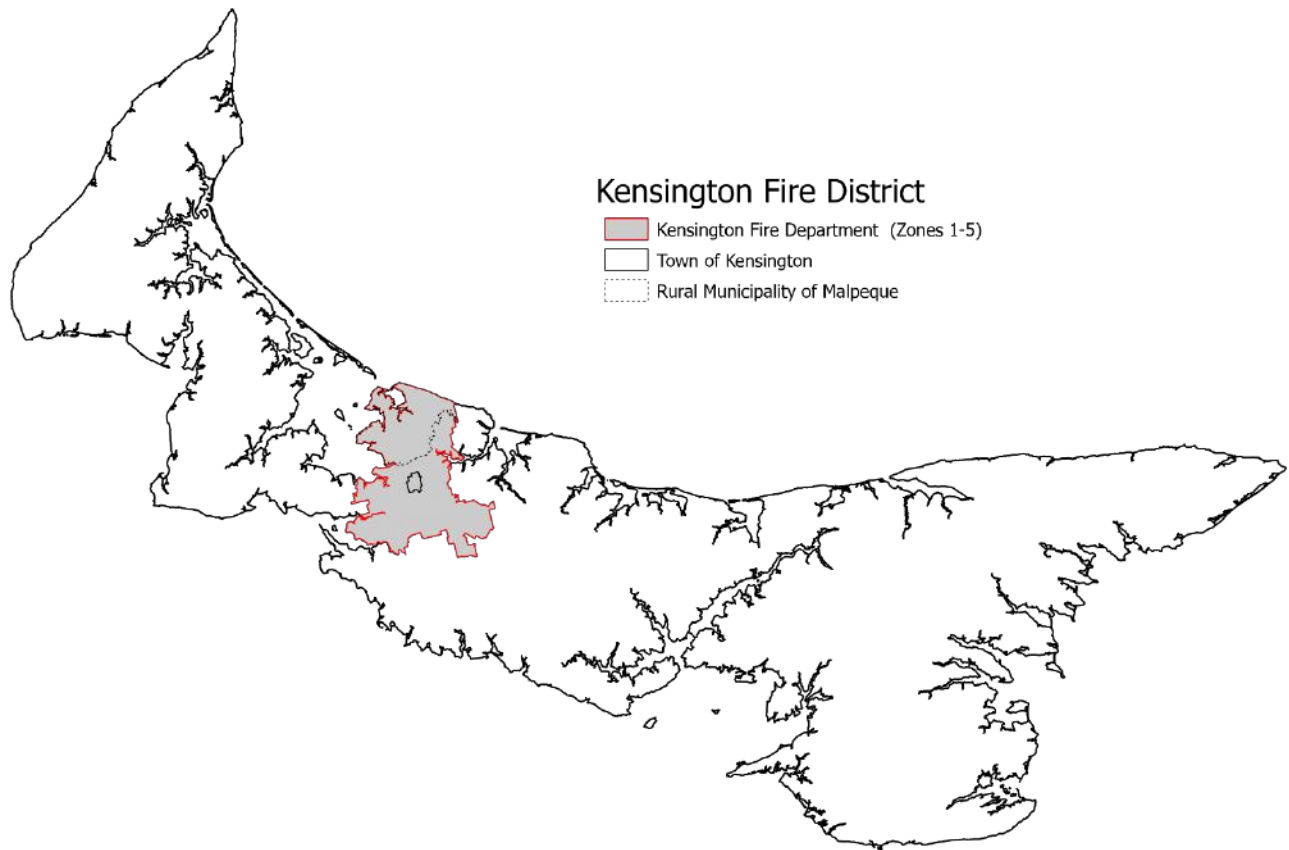 Kensington Fire District
Kensington Fire Department (Zones 1-5)
Town of Kensington
Rural Municipality of Malpeque